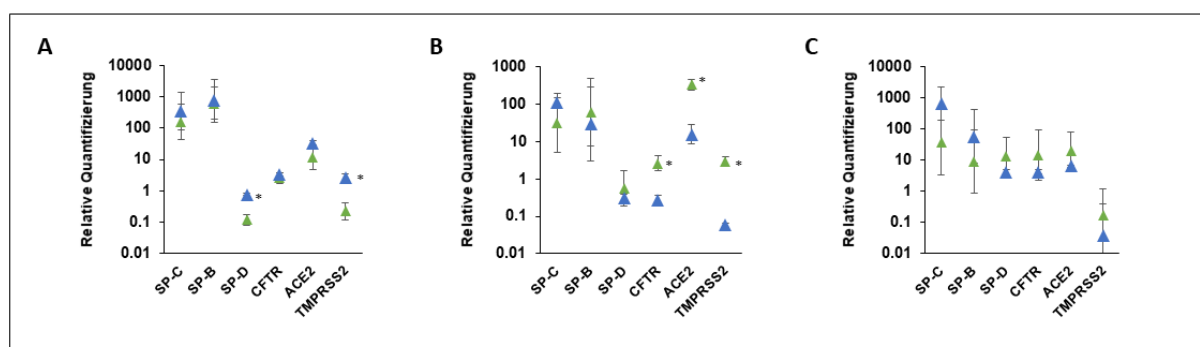 A
Relative Quantifizierung
10000
1000
100
10
1
0.1
0.01
*
*
SP-C
SP-B
SP-D
CFTR
ACE2
TMPRSS2
B
Relative Quantifizierung
1000
100
10
1
0.1
0.01
*
*
*
SP-C
SP-B
SP-D
CFTR
ACE2
TMPRSS2
C
Relative Quantifizierung
10000
1000
100
10
1
0.1
0.01
SP-C
SP-B
SP-D
CFTR
ACE2
TMPRSS2